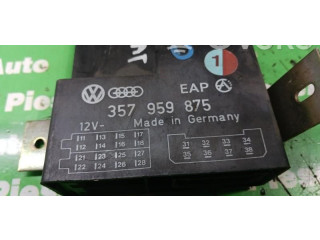 Auto
1
EAP
357 959 875
12V- Made in Germany
11 13 15 17
12 14 16 18
21 23 25 27
22 24 26 28
31 32 33 34
35 36 37 38